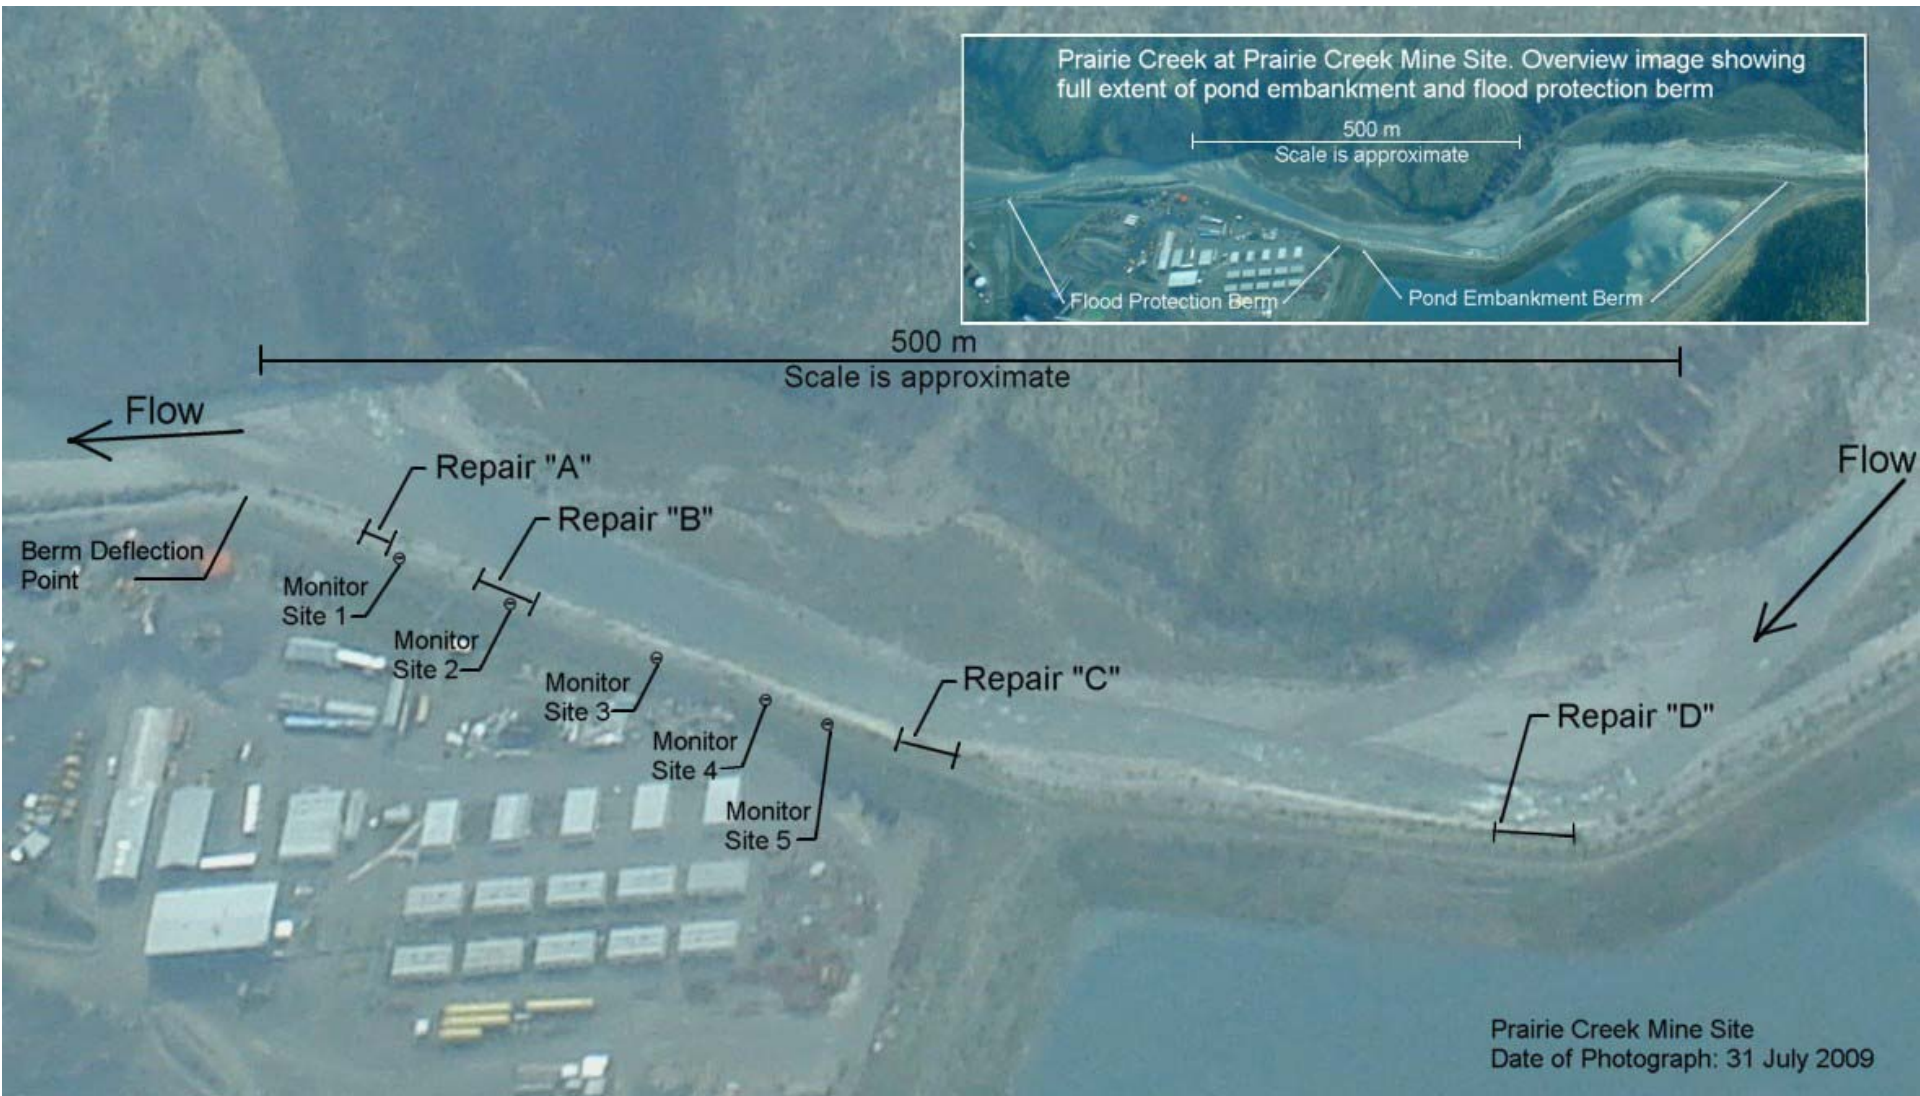 Prairie Creek at Prairie Creek Mine Site. Overview image showing
full extent of pond embankment and flood protection berm
500 m
Scale is approximate
Flood Protection Berm
Pond Embankment Berm
500 m
Scale is approximate
Flow
Flow
Repair "A"
Repair "B"
Berm Deflection
Point
Monitor
Site 1
Monitor
Site 2
Monitor
Site 3
Repair "C"
Repair "D"
Monitor
Site 4
Monitor
Site 5
Prairie Creek Mine Site
Date of Photograph: 31 July 2009